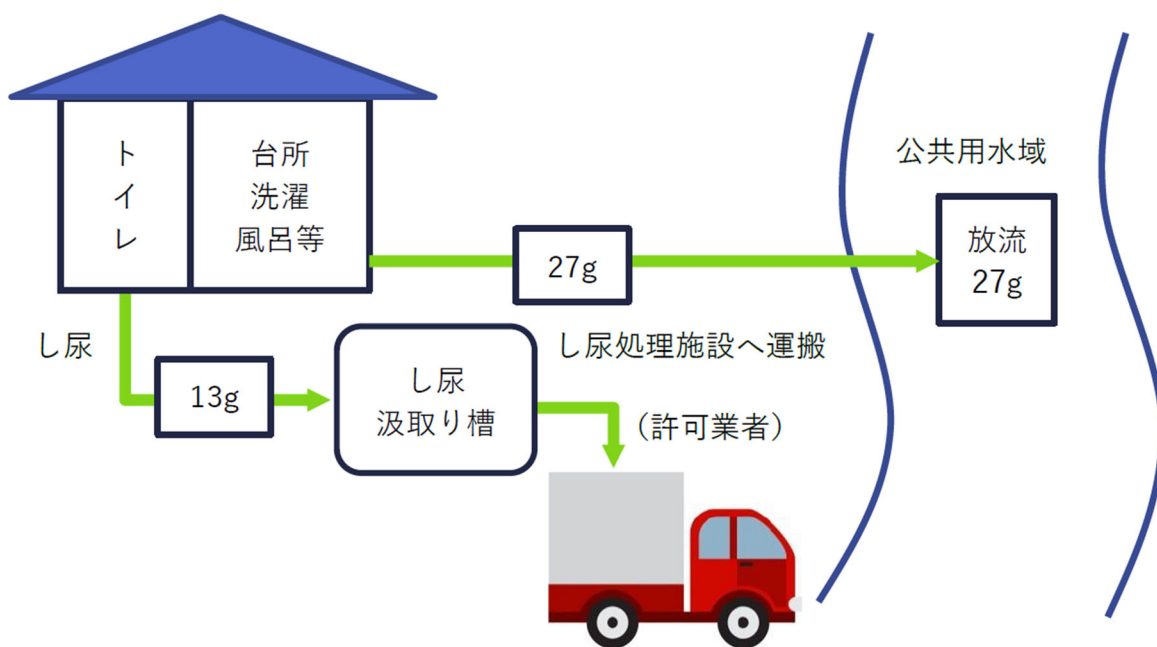 トイレ
台所
洗濯
風呂等
27g
公共用水域
放流
27g
し尿
13g
し尿
汲取り槽
し尿処理施設へ運搬
（許可業者）